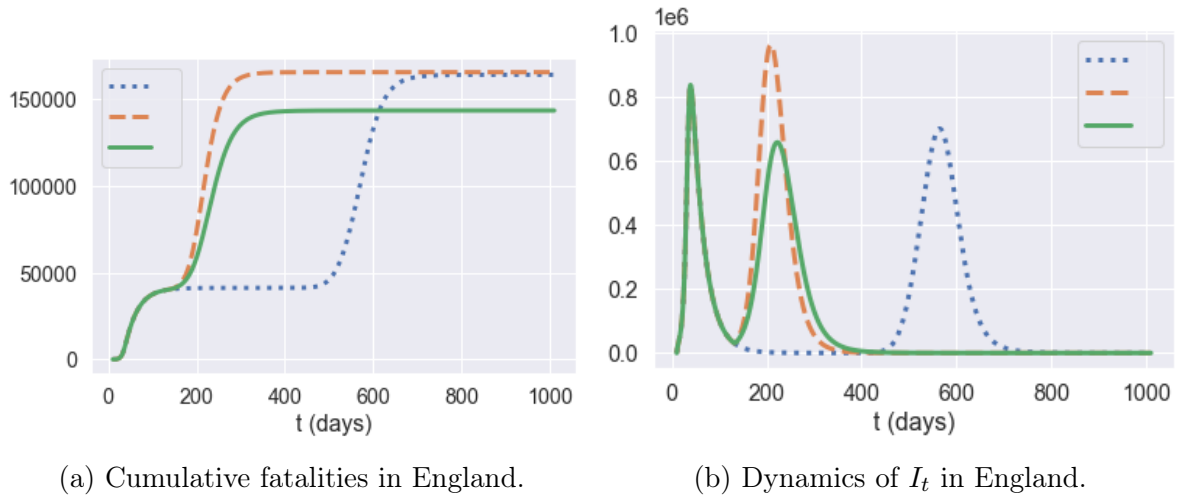 1e6
150000
100000
50000
0
0 200 400 600 800 1000
t (days)
1.0
0.8
0.6
0.4
0.2
0.0
0 200 400 600 800 1000
t (days)
(a) Cumulative fatalities in England.
(b) Dynamics of I_t in England.